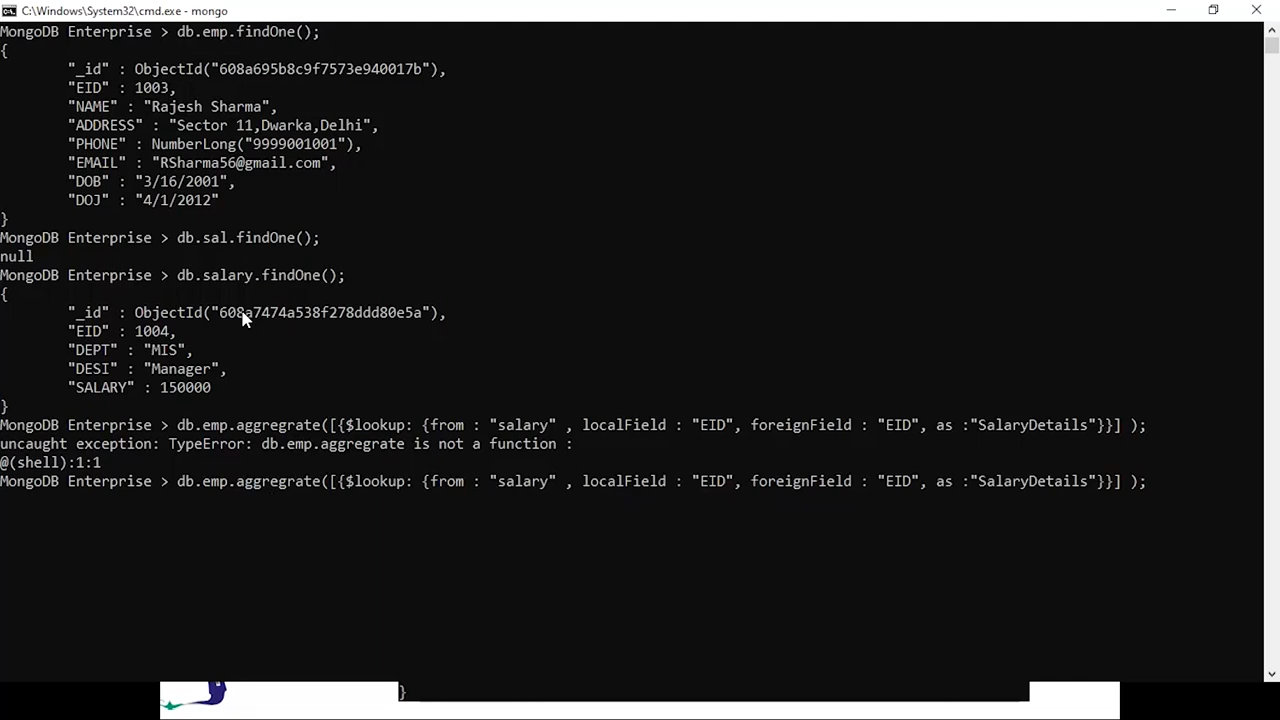 C:\Windows\System32\cmd.exe - mongo
MongoDB Enterprise > db.emp.findOne();
{
"_id" : ObjectId("608a695b8c9f7573e940017b"),
"EID" : 1003,
"NAME" : "Rajesh Sharma",
"ADDRESS" : "Sector 11,Dwarka,Delhi",
"PHONE" : NumberLong("9999001001"),
"EMAIL" : "RSharma56@gmail.com",
"DOB" : "3/16/2001",
"DOJ" : "4/1/2012"
}
MongoDB Enterprise > db.sal.findOne();
null
MongoDB Enterprise > db.salary.findOne();
{
"_id" : ObjectId("608a7474a538f278ddd80e5a"),
"EID" : 1004,
"DEPT" : "MIS",
"DESI" : "Manager",
"SALARY" : 150000
}
MongoDB Enterprise > db.emp.aggregrate([{$lookup: {from : "salary" , localField : "EID", foreignField : "EID", as :"SalaryDetails"}}] );
uncaught exception: TypeError: db.emp.aggregrate is not a function :
@(shell):1:1
MongoDB Enterprise > db.emp.aggregrate([{$lookup: {from : "salary" , localField : "EID", foreignField : "EID", as :"SalaryDetails"}}] );
}